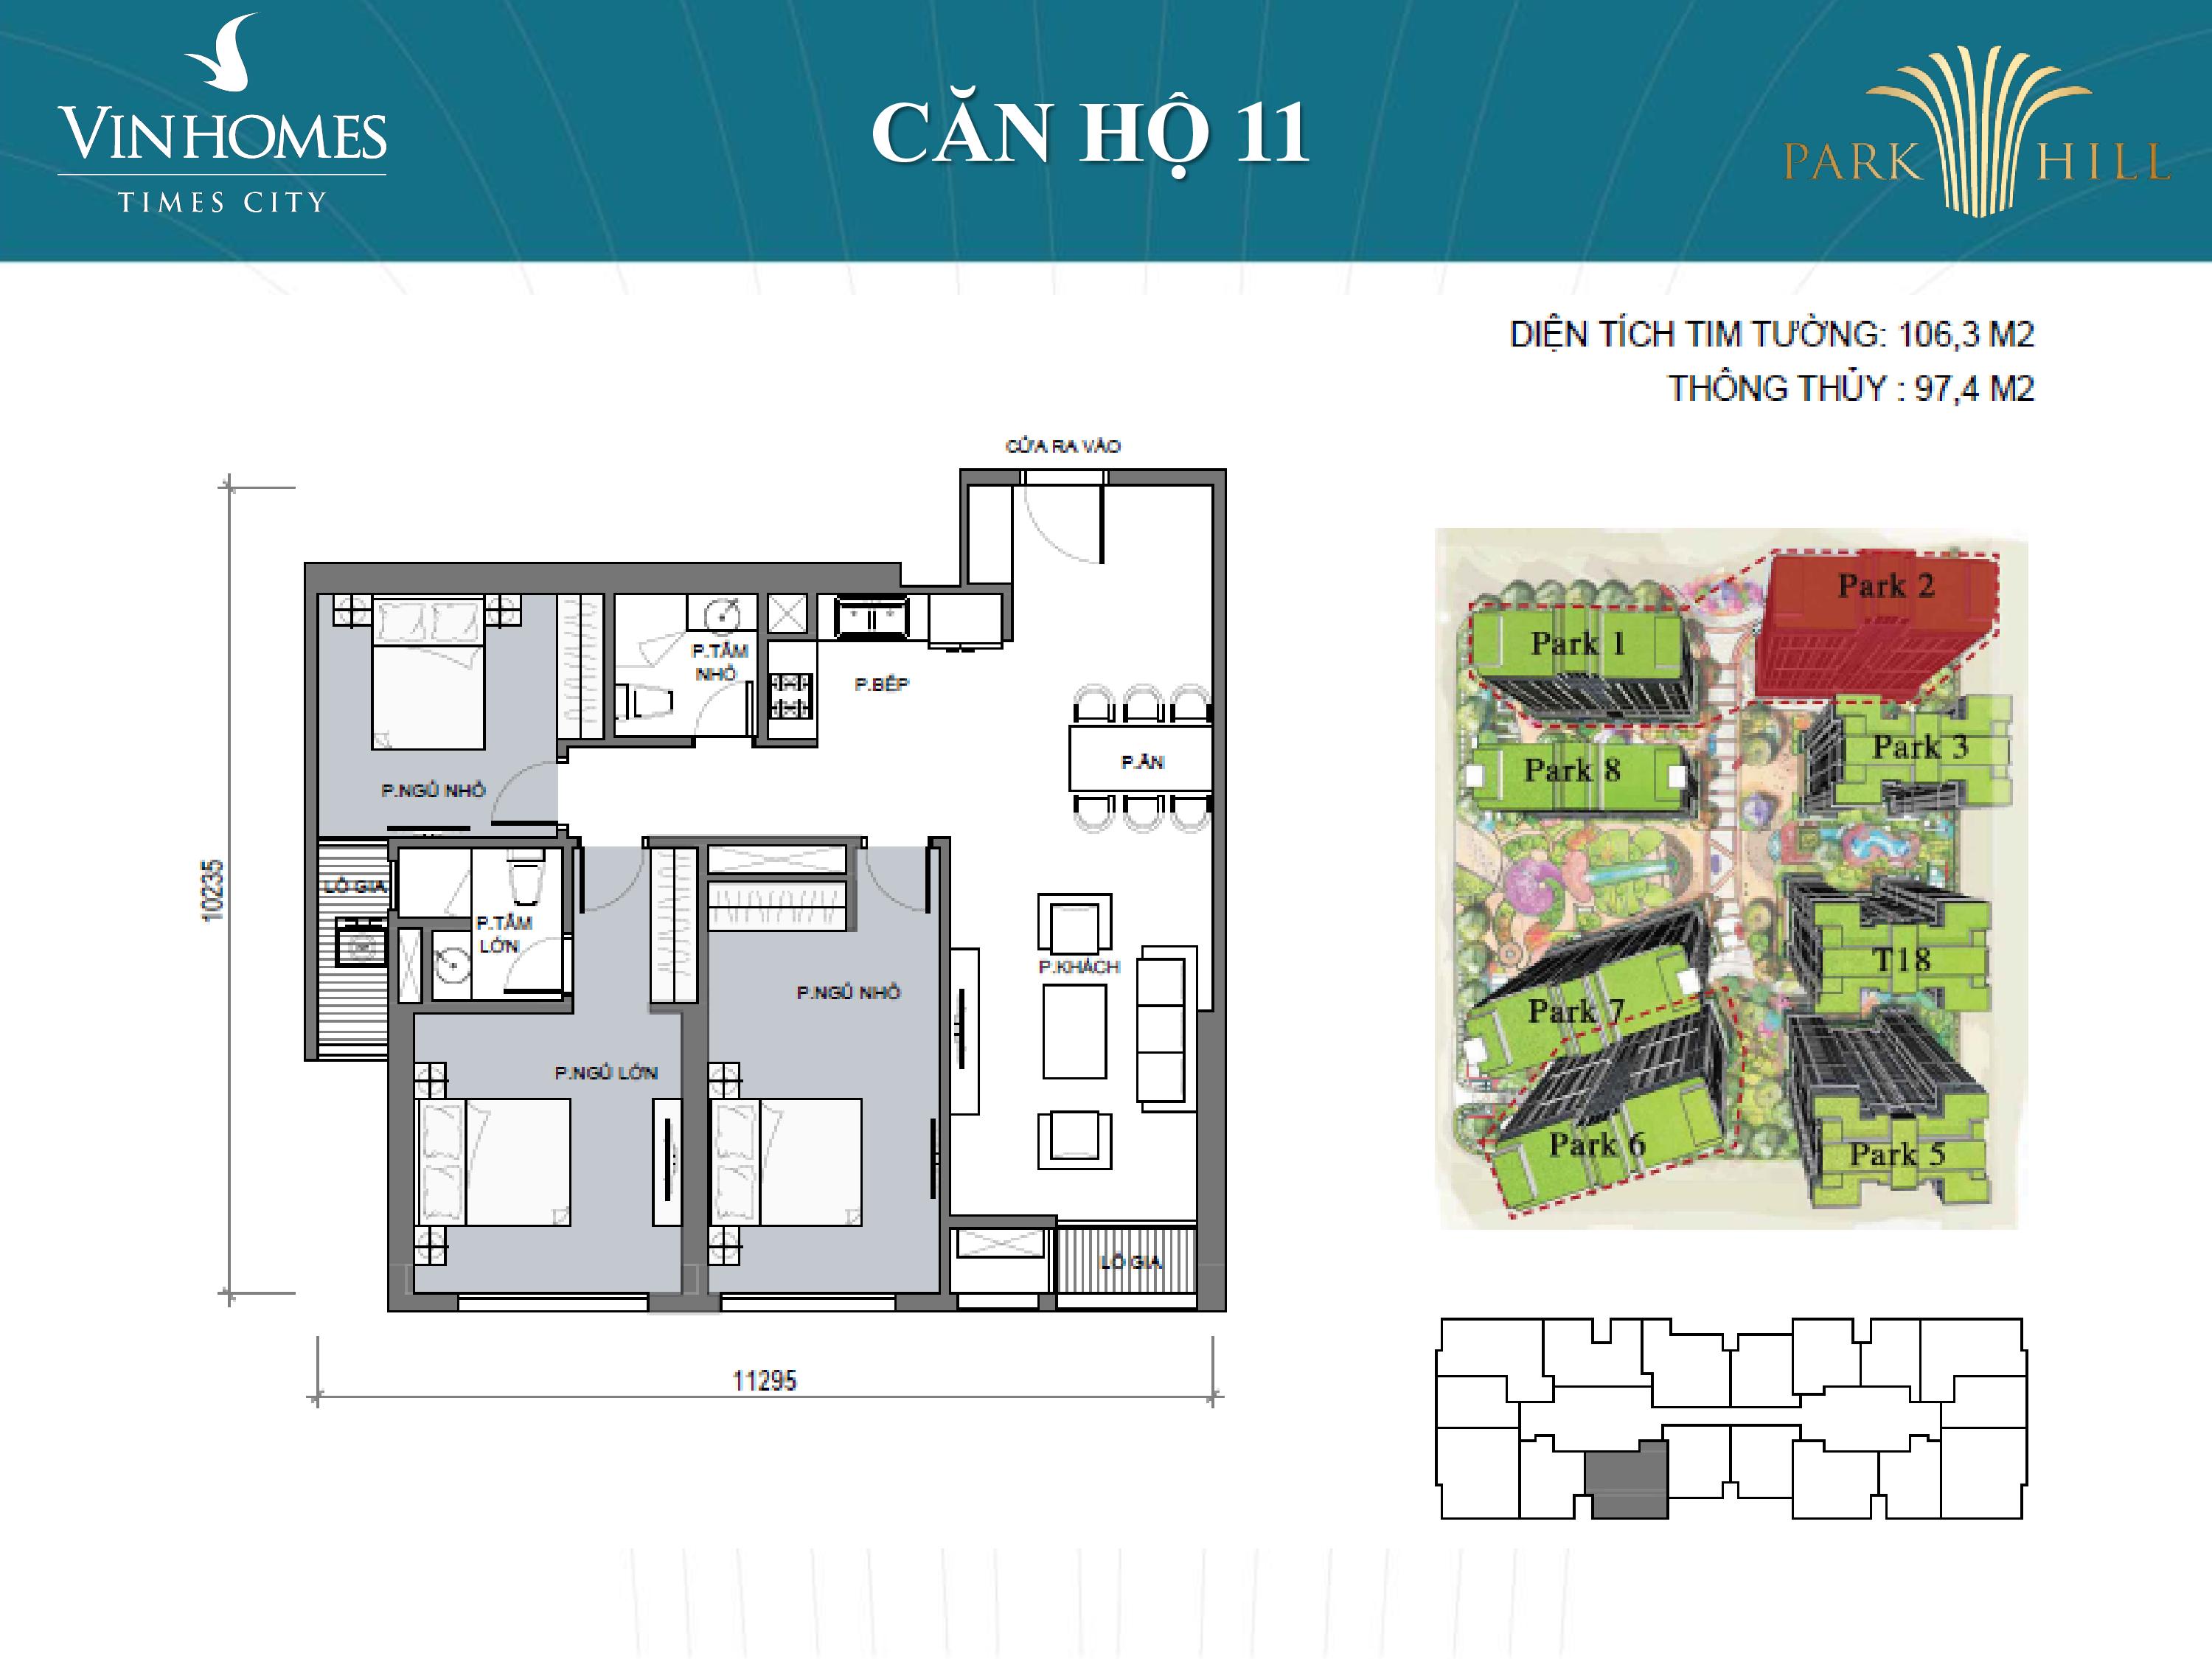 VINHOMES
TIMES CITY
CĂN HỘ 11
PARK HILL
DIỆN TÍCH TIM TƯỜNG: 106,3 M2
THÔNG THỦY : 97,4 M2
CỬA RA VÀO
P.TẮM
NHỎ
P.BẾP
P.ĂN
P.NGỦ NHỎ
LÔ GIA
P.TẮM
LỚN
P.KHÁCH
P.NGỦ NHỎ
P.NGỦ LỚN
LÔ GIA
10235
11295
Park 2
Park 1
Park 3
Park 8
T18
Park 7
Park 6
Park 5